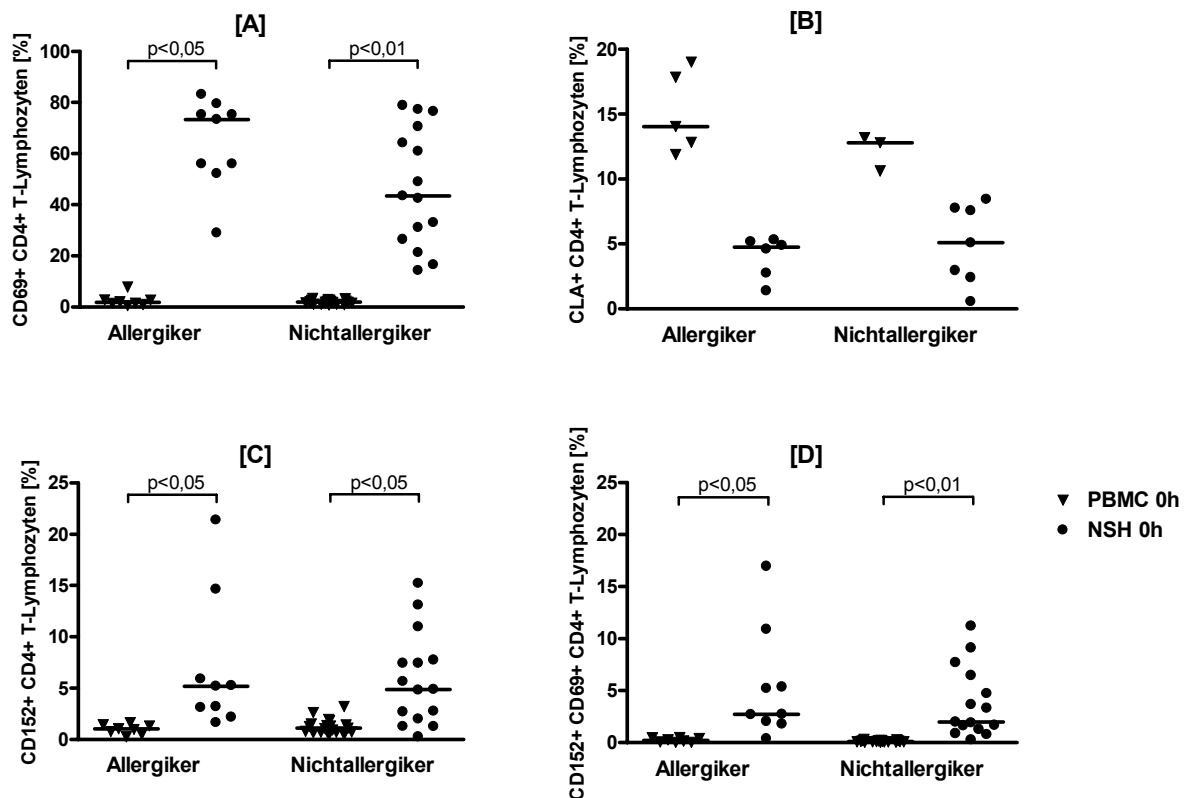 [A]
CD69+ CD4+ T-Lymphozyten [%]
100
80
60
40
20
0
p<0,05
p<0,01
Allergiker
Nichtallergiker
[B]
CLA+ CD4+ T-Lymphozyten [%]
20
15
10
5
0
Allergiker
Nichtallergiker
[C]
CD152+ CD4+ T-Lymphozyten [%]
25
20
15
10
5
0
p<0,05
p<0,05
Allergiker
Nichtallergiker
[D]
CD152+ CD69+ CD4+ T-Lymphozyten [%]
25
20
15
10
5
0
p<0,05
p<0,01
Allergiker
Nichtallergiker
PBMC 0h
NSH 0h